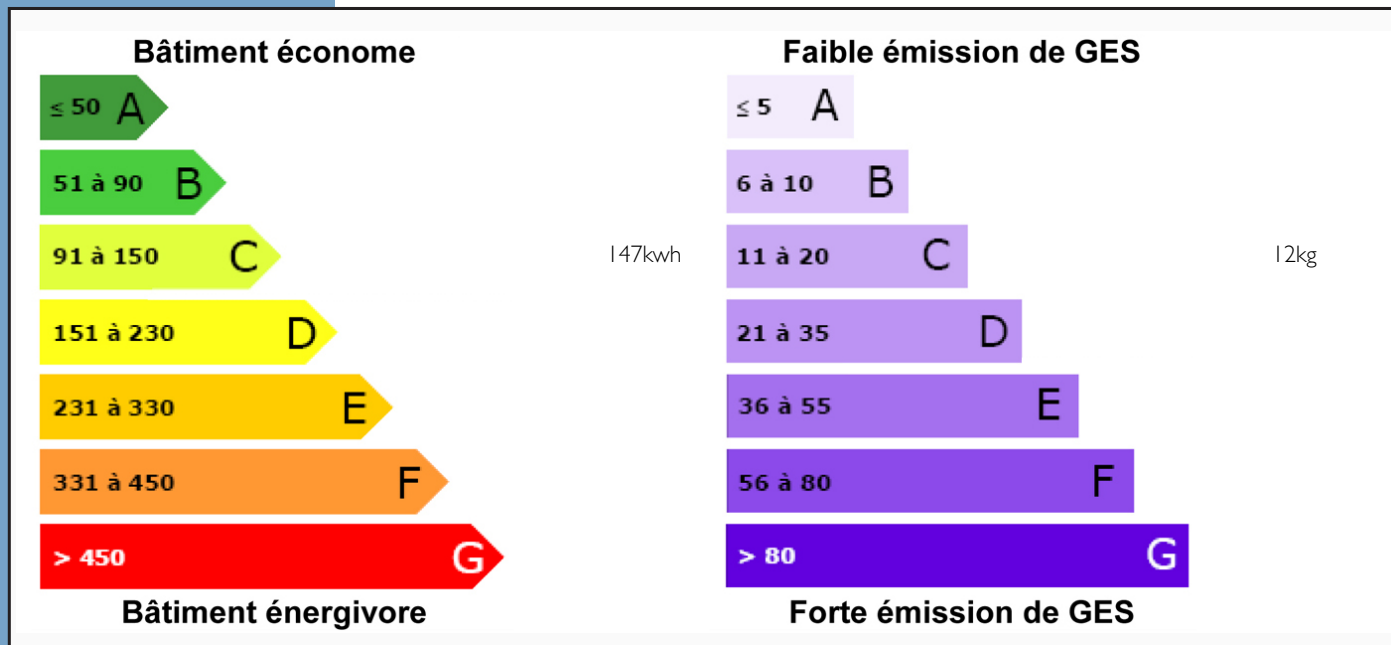 Bâtiment économe
≤ 50 A
51 à 90 B
91 à 150 C
147kwh
151 à 230 D
231 à 330 E
331 à 450 F
> 450 G
Bâtiment énergivore
Faible émission de GES
≤ 5 A
6 à 10 B
11 à 20 C
12kg
21 à 35 D
36 à 55 E
56 à 80 F
> 80 G
Forte émission de GES